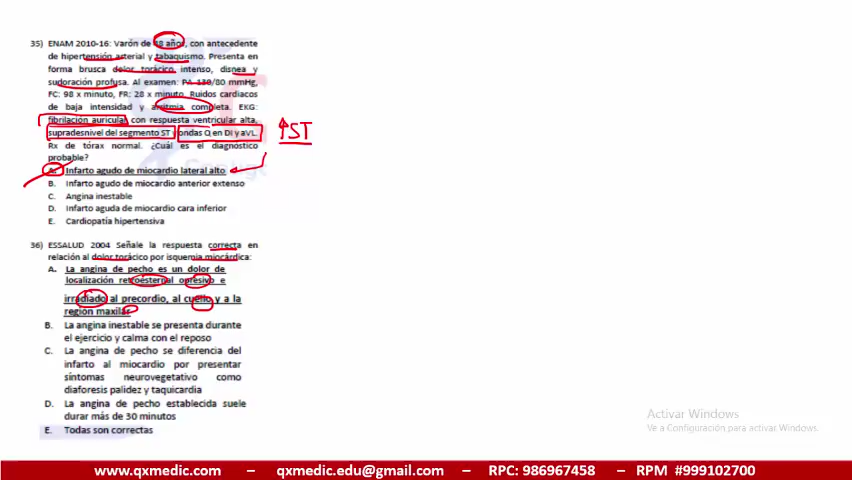 35) ENAM 2010-16: Varón de 48 años, con antecedente
de hipertensión arterial y tabaquismo. Presenta en
forma brusca dolor torácico intenso, disnea y
sudoración profusa. Al examen: PA 130/80 mmHg,
FC: 98 x minuto, FR: 28 x minuto. Ruidos cardiacos
de baja intensidad y arritmia completa. EKG:
fibrilación auricular con respuesta ventricular alta,
supradesnivel del segmento ST y ondas Q en DI y aVL.
Rx de tórax normal. ¿Cuál es el diagnóstico
probable?
↑ST
A. Infarto agudo de miocardio lateral alto
B. Infarto agudo de miocardio anterior extenso
C. Angina inestable
D. Infarto aguda de miocardio cara inferior
E. Cardiopatía hipertensiva
36) ESSALUD 2004 Señale la respuesta correcta en
relación al dolor torácico por isquemia miocárdica:
A. La angina de pecho es un dolor de
localización retroesternal opresivo e
irradiado al precordio, al cuello y a la
región maxilar
B. La angina inestable se presenta durante
el ejercicio y calma con el reposo
C. La angina de pecho se diferencia del
infarto al miocardio por presentar
síntomas neurovegetativo como
diaforesis palidez y taquicardia
D. La angina de pecho establecida suele
durar más de 30 minutos
E. Todas son correctas
Activar Windows
Ve a Configuración para activar Windows.
www.qxmedic.com – qxmedic.edu@gmail.com – RPC: 986967458 – RPM #999102700